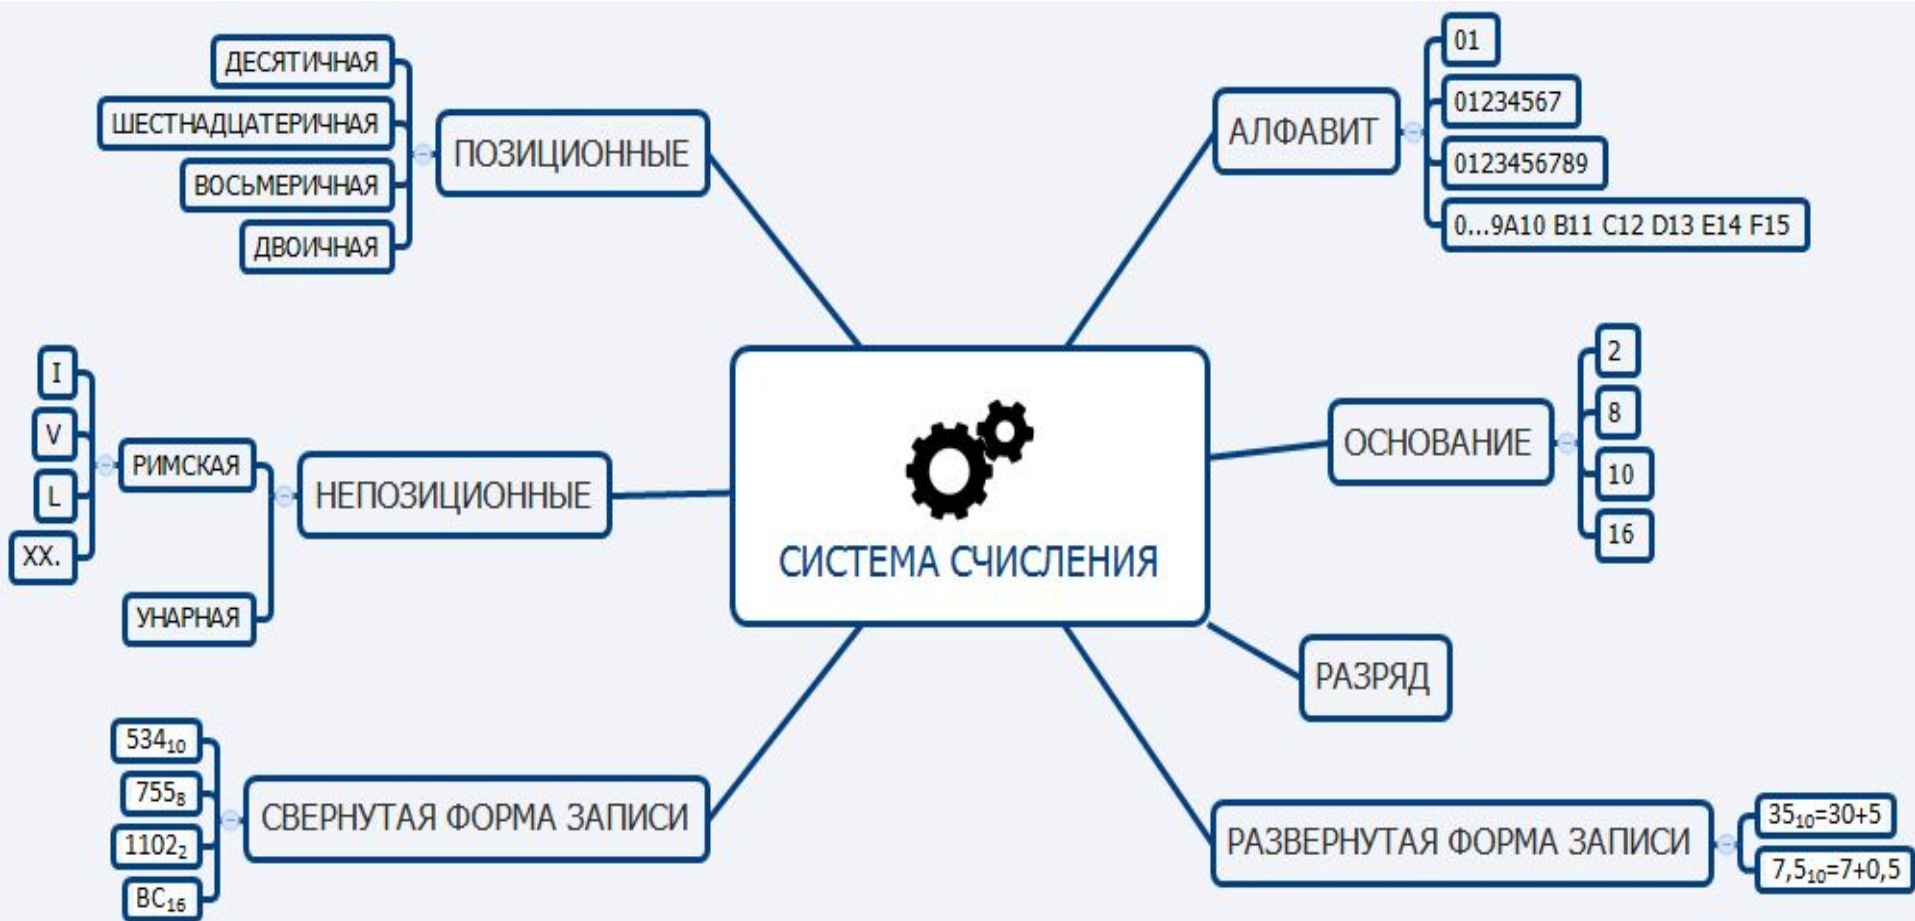 ДЕСЯТИЧНАЯ
ШЕСТНАДЦАТЕРИЧНАЯ
ВОСЬМЕРИЧНАЯ
ДВОИЧНАЯ
ПОЗИЦИОННЫЕ
I
V
L
XX.
РИМСКАЯ
УНАРНАЯ
НЕПОЗИЦИОННЫЕ
534₁₀
755₈
1102₂
BC₁₆
СВЕРНУТАЯ ФОРМА ЗАПИСИ
СИСТЕМА СЧИСЛЕНИЯ
АЛФАВИТ
01
01234567
0123456789
0...9A10 B11 C12 D13 E14 F15
ОСНОВАНИЕ
2
8
10
16
РАЗРЯД
РАЗВЕРНУТАЯ ФОРМА ЗАПИСИ
35₁₀=30+5
7,5₁₀=7+0,5